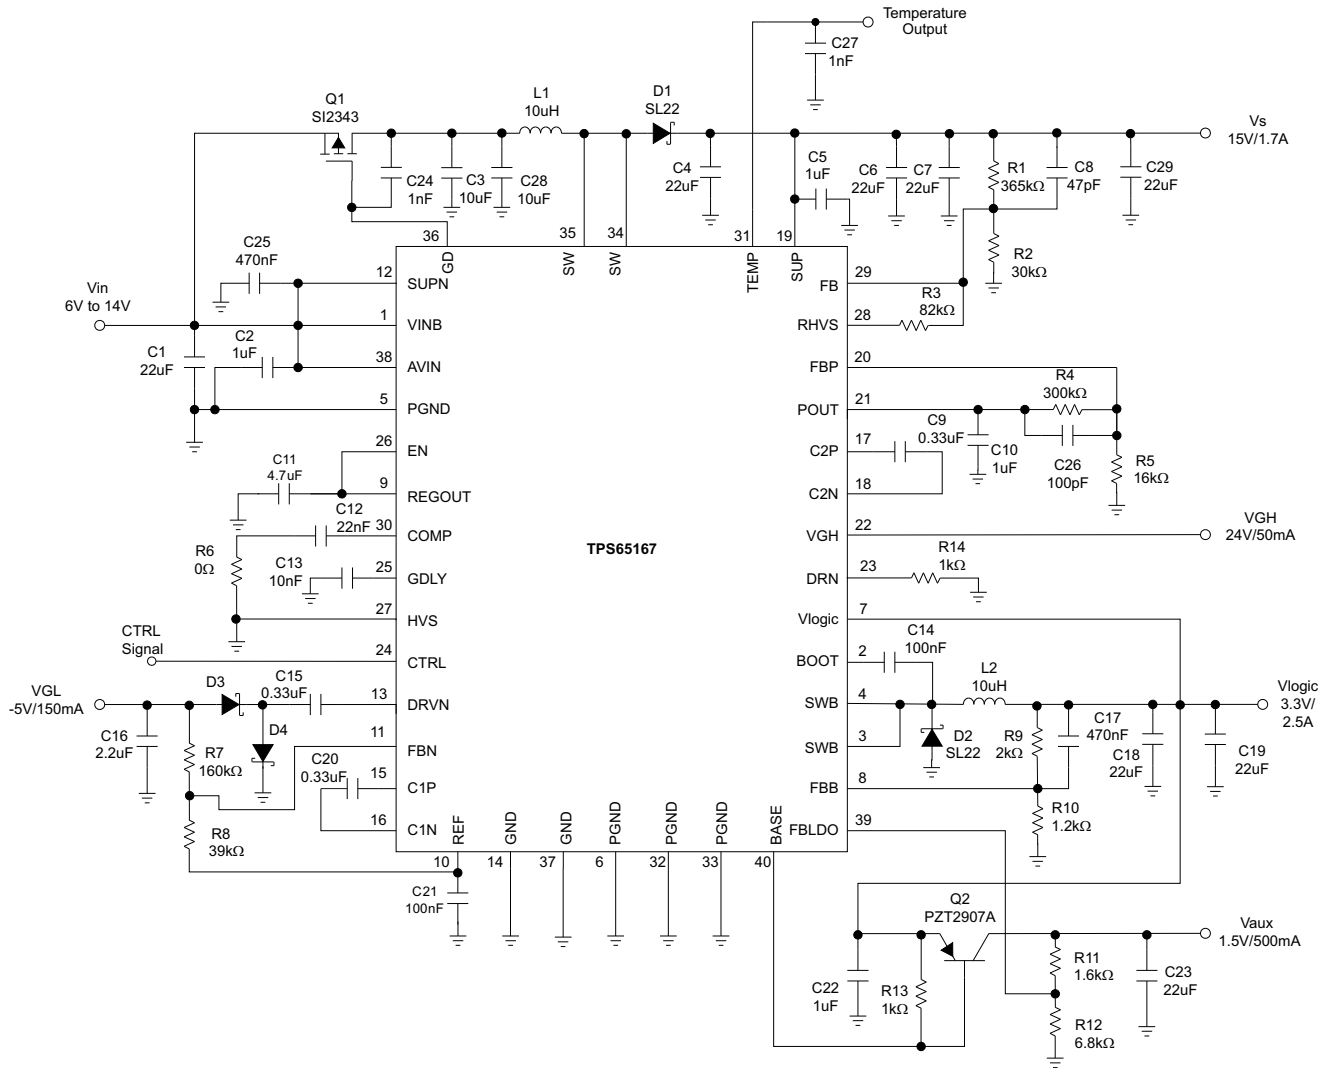 Temperature
Output
C27
1nF
Q1
SI2343
L1
10uH
D1
SL22
Vs
15V/1.7A
C24
1nF
C3
10uF
C28
10uF
C4
22uF
C5
1uF
C6
22uF
C7
22uF
R1
365kΩ
C8
47pF
C29
22uF
R2
30kΩ
36
35
34
31
19
GD
SW
SW
TEMP
SUP
C25
470nF
12
SUPN
FB
29
Vin
6V to 14V
R3
82kΩ
1
VINB
RHVS
28
C1
22uF
C2
1uF
38
AVIN
FBP
20
R4
300kΩ
5
PGND
POUT
21
C9
0.33uF
C10
1uF
C26
100pF
R5
16kΩ
26
EN
C2P
17
C11
4.7uF
9
REGOUT
C2N
18
C12
22nF
30
COMP
TPS65167
VGH
22
VGH
24V/50mA
R6
0Ω
C13
10nF
25
GDLY
DRN
23
R14
1kΩ
27
HVS
Vlogic
7
CTRL
Signal
24
CTRL
BOOT
2
C14
100nF
VGL
-5V/150mA
D3
C15
0.33uF
13
DRVN
SWB
4
L2
10uH
Vlogic
3.3V/
2.5A
C16
2.2uF
R7
160kΩ
D4
11
FBN
SWB
3
D2
SL22
R9
2kΩ
C17
470nF
C18
22uF
C19
22uF
C20
0.33uF
15
C1P
FBB
8
R8
39kΩ
16
C1N
FBLDO
39
R10
1.2kΩ
REF
GND
GND
PGND
PGND
PGND
BASE
10
14
37
6
32
33
40
C21
100nF
Q2
PZT2907A
Vaux
1.5V/500mA
C22
1uF
R13
1kΩ
R11
1.6kΩ
C23
22uF
R12
6.8kΩ